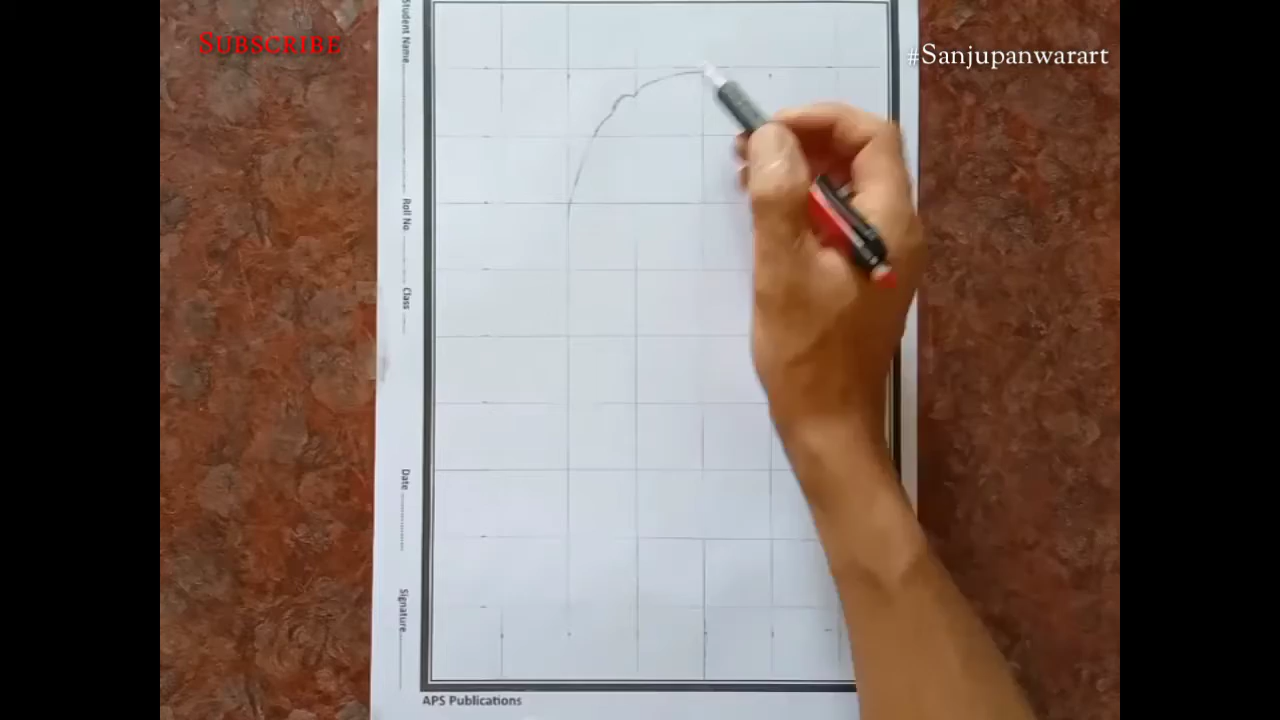 SUBSCRIBE
#Sanjupanwarart
Student Name
Roll No.
Class
Date
Signature
APS Publications